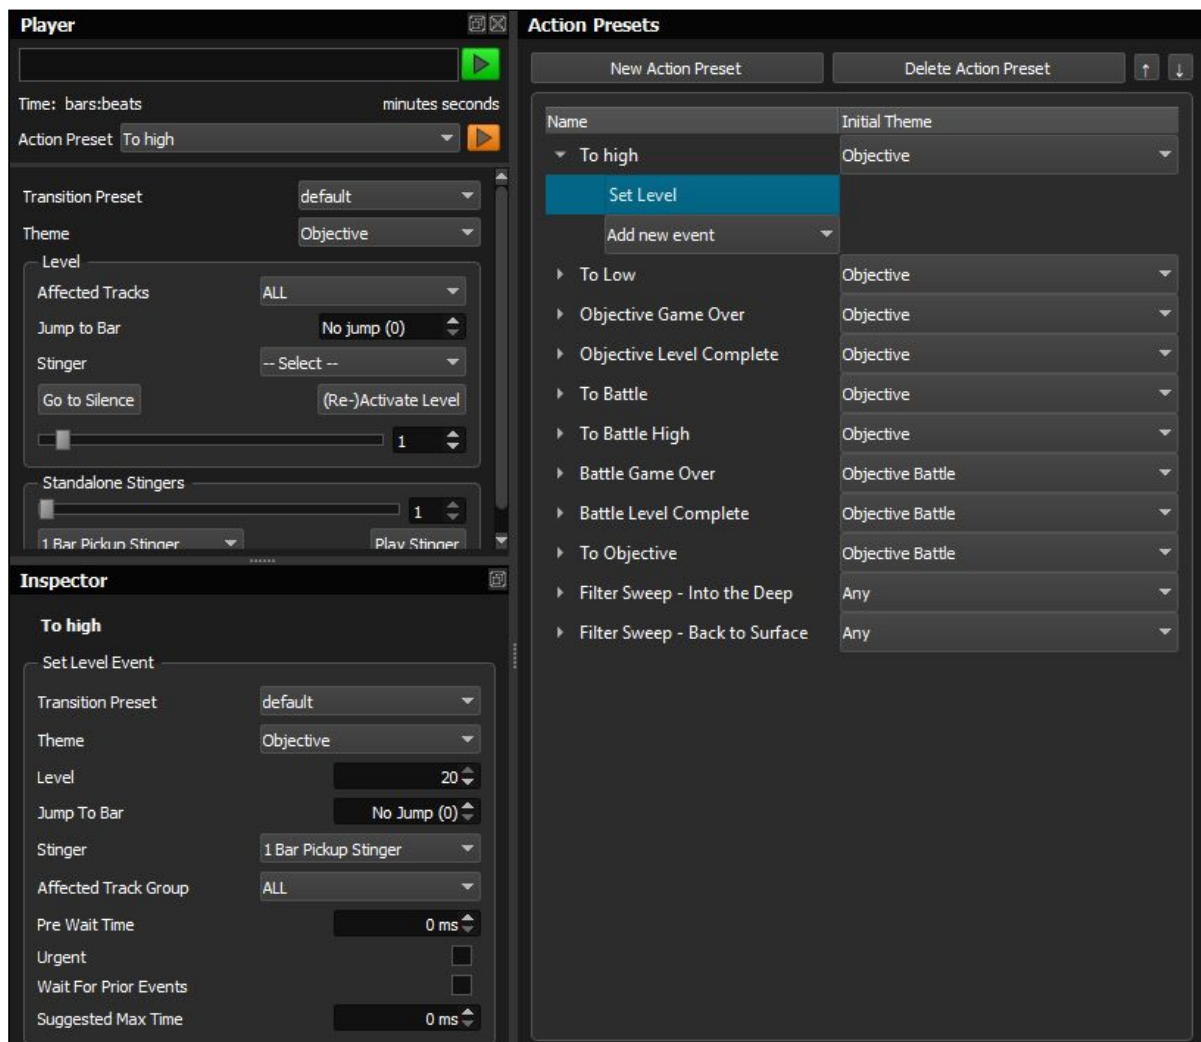 Player
Time: bars:beats minutes seconds
Action Preset To high
Transition Preset default
Theme Objective
Level
Affected Tracks ALL
Jump to Bar No jump (0)
Stinger -- Select --
Go to Silence (Re-)Activate Level
1
Standalone Stingers
1
1 Bar Pickup Stinger Play Stinger
Inspector
To high
Set Level Event
Transition Preset default
Theme Objective
Level 20
Jump To Bar No Jump (0)
Stinger 1 Bar Pickup Stinger
Affected Track Group ALL
Pre Wait Time 0 ms
Urgent
Wait For Prior Events
Suggested Max Time 0 ms
Action Presets
New Action Preset Delete Action Preset ↑ ↓
Name Initial Theme
To high Objective
Set Level
Add new event
To Low Objective
Objective Game Over Objective
Objective Level Complete Objective
To Battle Objective
To Battle High Objective
Battle Game Over Objective Battle
Battle Level Complete Objective Battle
To Objective Objective Battle
Filter Sweep - Into the Deep Any
Filter Sweep - Back to Surface Any